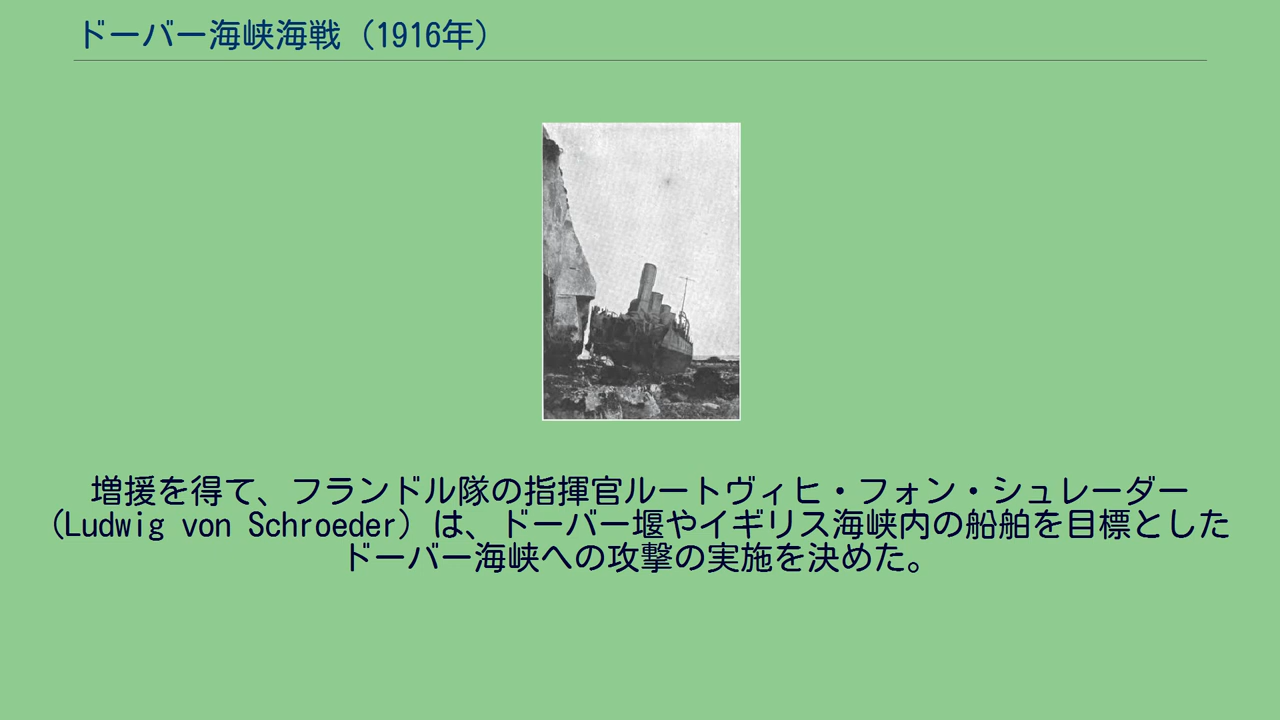 ドーバー海峡海戦（1916年）
増援を得て、フランドル隊の指揮官ルートヴィヒ・フォン・シュレーダー
（Ludwig von Schroeder）は、ドーバー堰やイギリス海峡内の船舶を目標とした
ドーバー海峡への攻撃の実施を決めた。